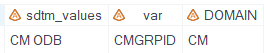 sdtm_values var DOMAIN
CM ODB CMGRPID CM